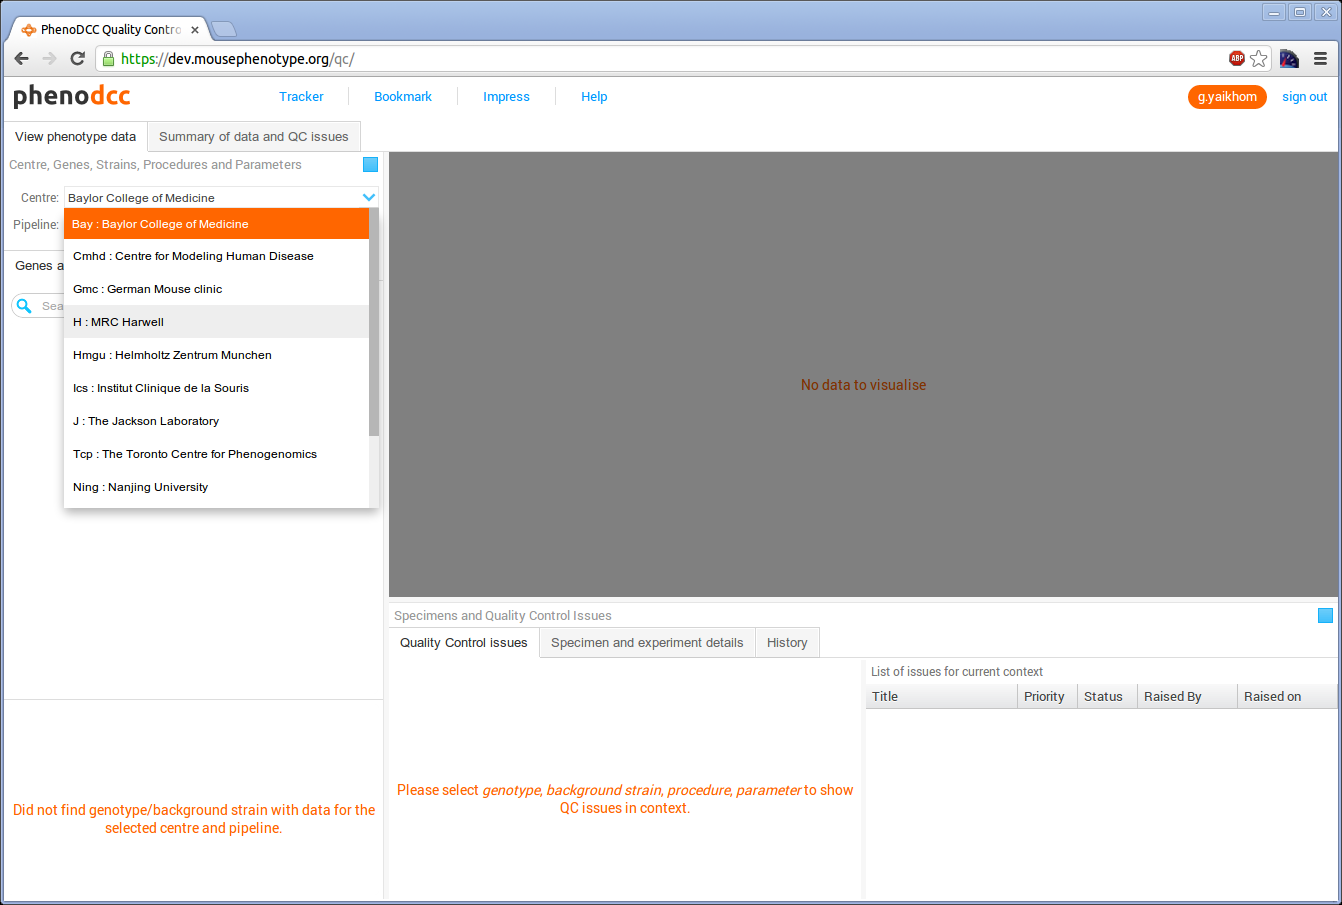 PhenoDCC Quality Contro
https://dev.mousephenotype.org/qc/
ABP
phenodcc
Tracker
Bookmark
Impress
Help
g.yaikhom
sign out
View phenotype data
Summary of data and QC issues
Centre, Genes, Strains, Procedures and Parameters
Centre: Baylor College of Medicine
Pipeline:
Bay : Baylor College of Medicine
Cmhd : Centre for Modeling Human Disease
Genes a
Gmc : German Mouse clinic
Sea
H : MRC Harwell
Hmgu : Helmholtz Zentrum Munchen
Ics : Institut Clinique de la Souris
J : The Jackson Laboratory
Tcp : The Toronto Centre for Phenogenomics
Ning : Nanjing University
No data to visualise
Did not find genotype/background strain with data for the
selected centre and pipeline.
Specimens and Quality Control Issues
Quality Control issues
Specimen and experiment details
History
Please select genotype, background strain, procedure, parameter to show
QC issues in context.
List of issues for current context
Title
Priority
Status
Raised By
Raised on